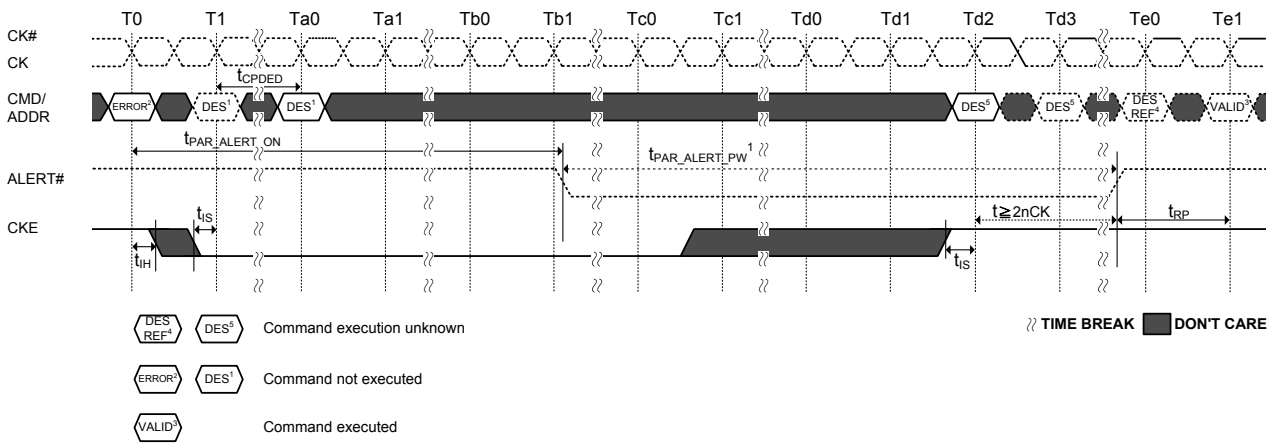 T0 T1 Ta0 Ta1 Tb0 Tb1 Tc0 Tc1 Td0 Td1 Td2 Td3 Te0 Te1
CK#
CK
tCPDED
CMD/
ADDR
ERROR² DES¹ DES¹ DES⁵ DES⁵ DES REF⁴ VALID³
tPAR_ALERT_ON
tPAR_ALERT_PW¹
ALERT#
tIS
t≧2nCK
tRP
CKE
tIH
tIS
DES REF⁴ DES⁵ Command execution unknown
TIME BREAK DON'T CARE
ERROR² DES¹ Command not executed
VALID³ Command executed